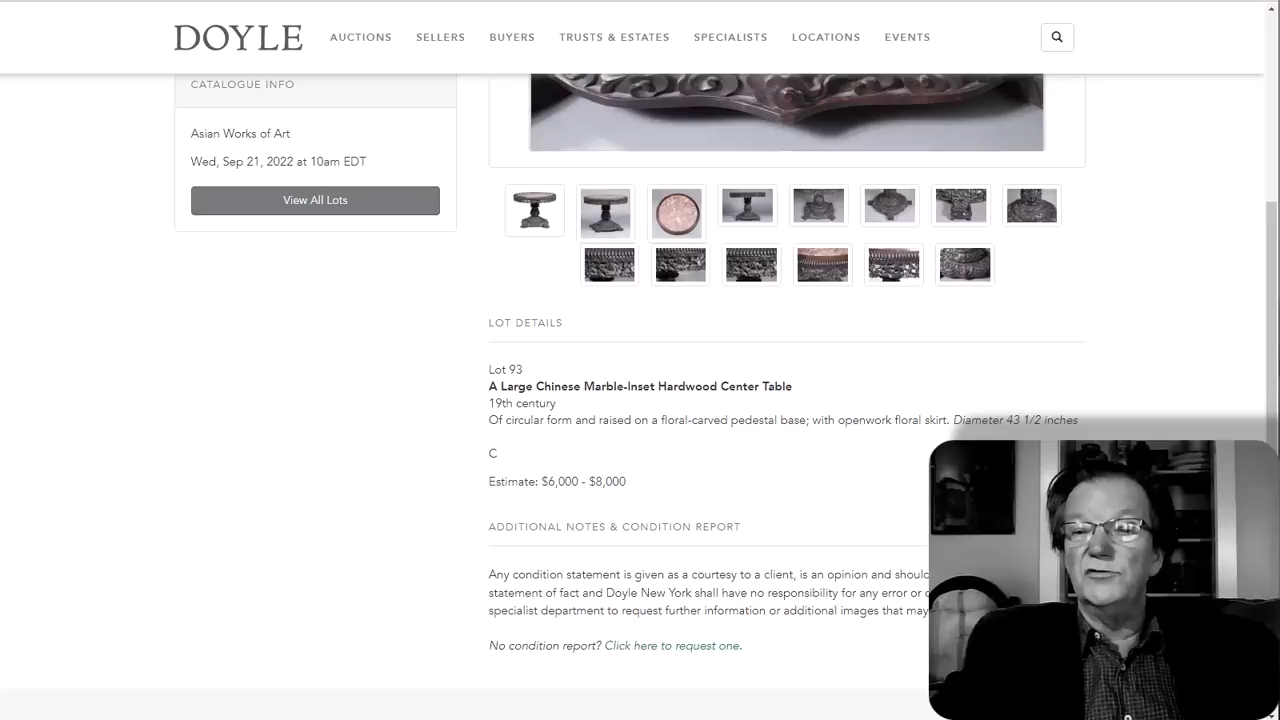 DOYLE
AUCTIONS SELLERS BUYERS TRUSTS & ESTATES SPECIALISTS LOCATIONS EVENTS
CATALOGUE INFO
Asian Works of Art
Wed, Sep 21, 2022 at 10am EDT
View All Lots
LOT DETAILS
Lot 93
A Large Chinese Marble-Inset Hardwood Center Table
19th century
Of circular form and raised on a floral-carved pedestal base; with openwork floral skirt. Diameter 43 1/2 inches
C
Estimate: $6,000 - $8,000
ADDITIONAL NOTES & CONDITION REPORT
Any condition statement is given as a courtesy to a client, is an opinion and
statement of fact and Doyle New York shall have no responsibility for any error or
specialist department to request further information or additional images that may
No condition report? Click here to request one.